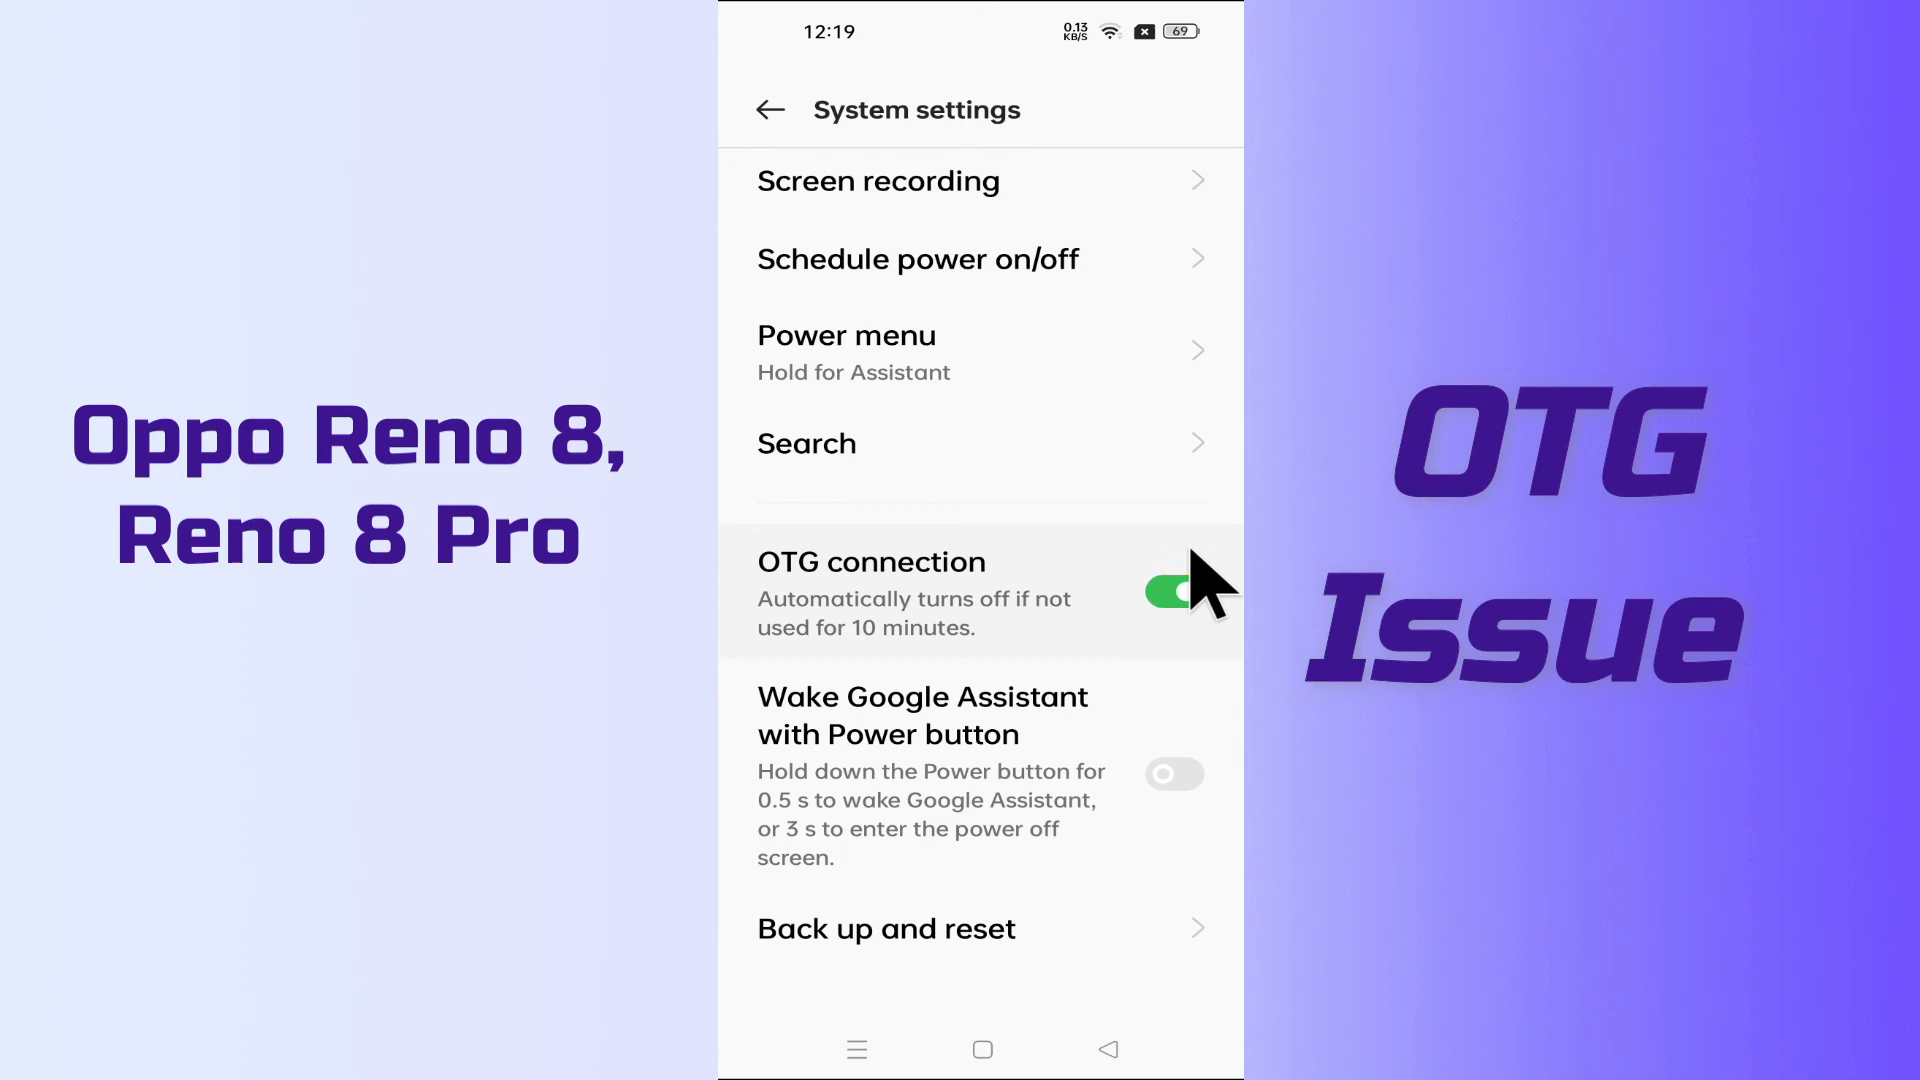 Oppo Reno 8,
Reno 8 Pro
12:19
0.13
KB/S
69
System settings
Screen recording
Schedule power on/off
Power menu
Hold for Assistant
Search
OTG connection
Automatically turns off if not
used for 10 minutes.
Wake Google Assistant
with Power button
Hold down the Power button for
0.5 s to wake Google Assistant,
or 3 s to enter the power off
screen.
Back up and reset
OTG
Issue